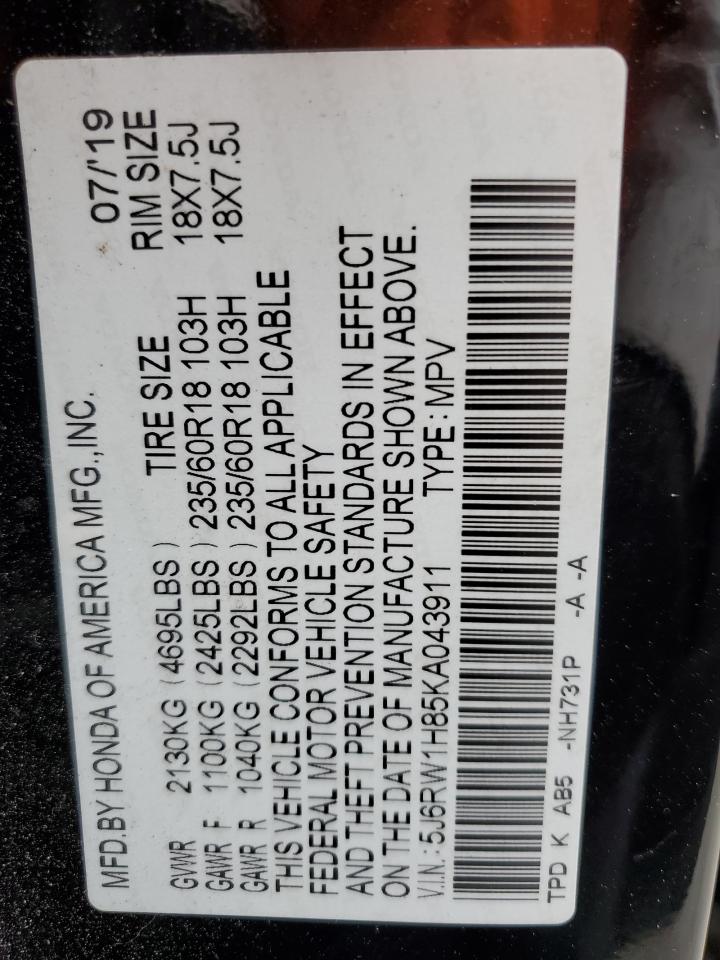 MFD.BY HONDA OF AMERICA MFG.,INC. 07/'19
TIRE SIZE RIM SIZE
GVWR 2130KG (4695LBS)
GAWR F 1100KG (2425LBS) 235/60R18 103H 18X7.5J
GAWR R 1040KG (2292LBS) 235/60R18 103H 18X7.5J
THIS VEHICLE CONFORMS TO ALL APPLICABLE
FEDERAL MOTOR VEHICLE SAFETY
AND THEFT PREVENTION STANDARDS IN EFFECT
ON THE DATE OF MANUFACTURE SHOWN ABOVE.
V.I.N.: 5J6RW1H85KA043911 TYPE : MPV
TPD K AB5 -NH731P -A -A